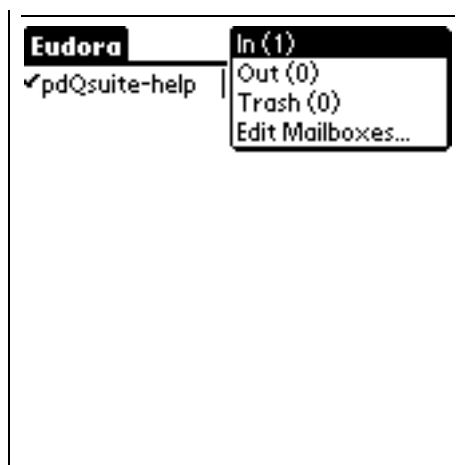 Eudora
In (1)
✔pdQsuite-help
Out (0)
Trash (0)
Edit Mailboxes...